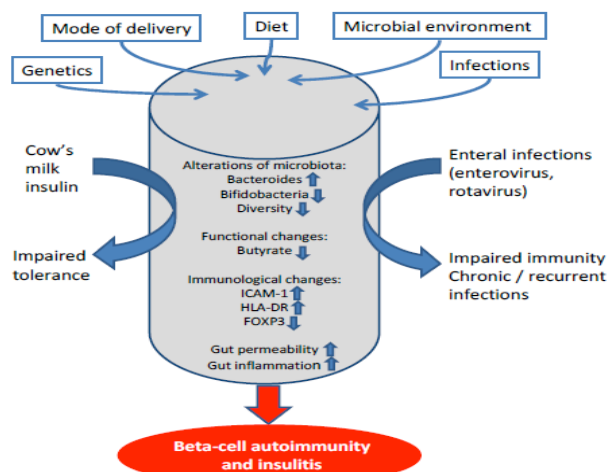 Mode of delivery
Diet
Microbial environment
Genetics
Infections
Cow's
milk
insulin
Impaired
tolerance
Alterations of microbiota:
Bacteroides
Bifidobacteria
Diversity
Functional changes:
Butyrate
Immunological changes:
ICAM-1
HLA-DR
FOXP3
Gut permeability
Gut inflammation
Enteral infections
(enterovirus,
rotavirus)
Impaired immunity
Chronic / recurrent
infections
Beta-cell autoimmunity
and insulitis